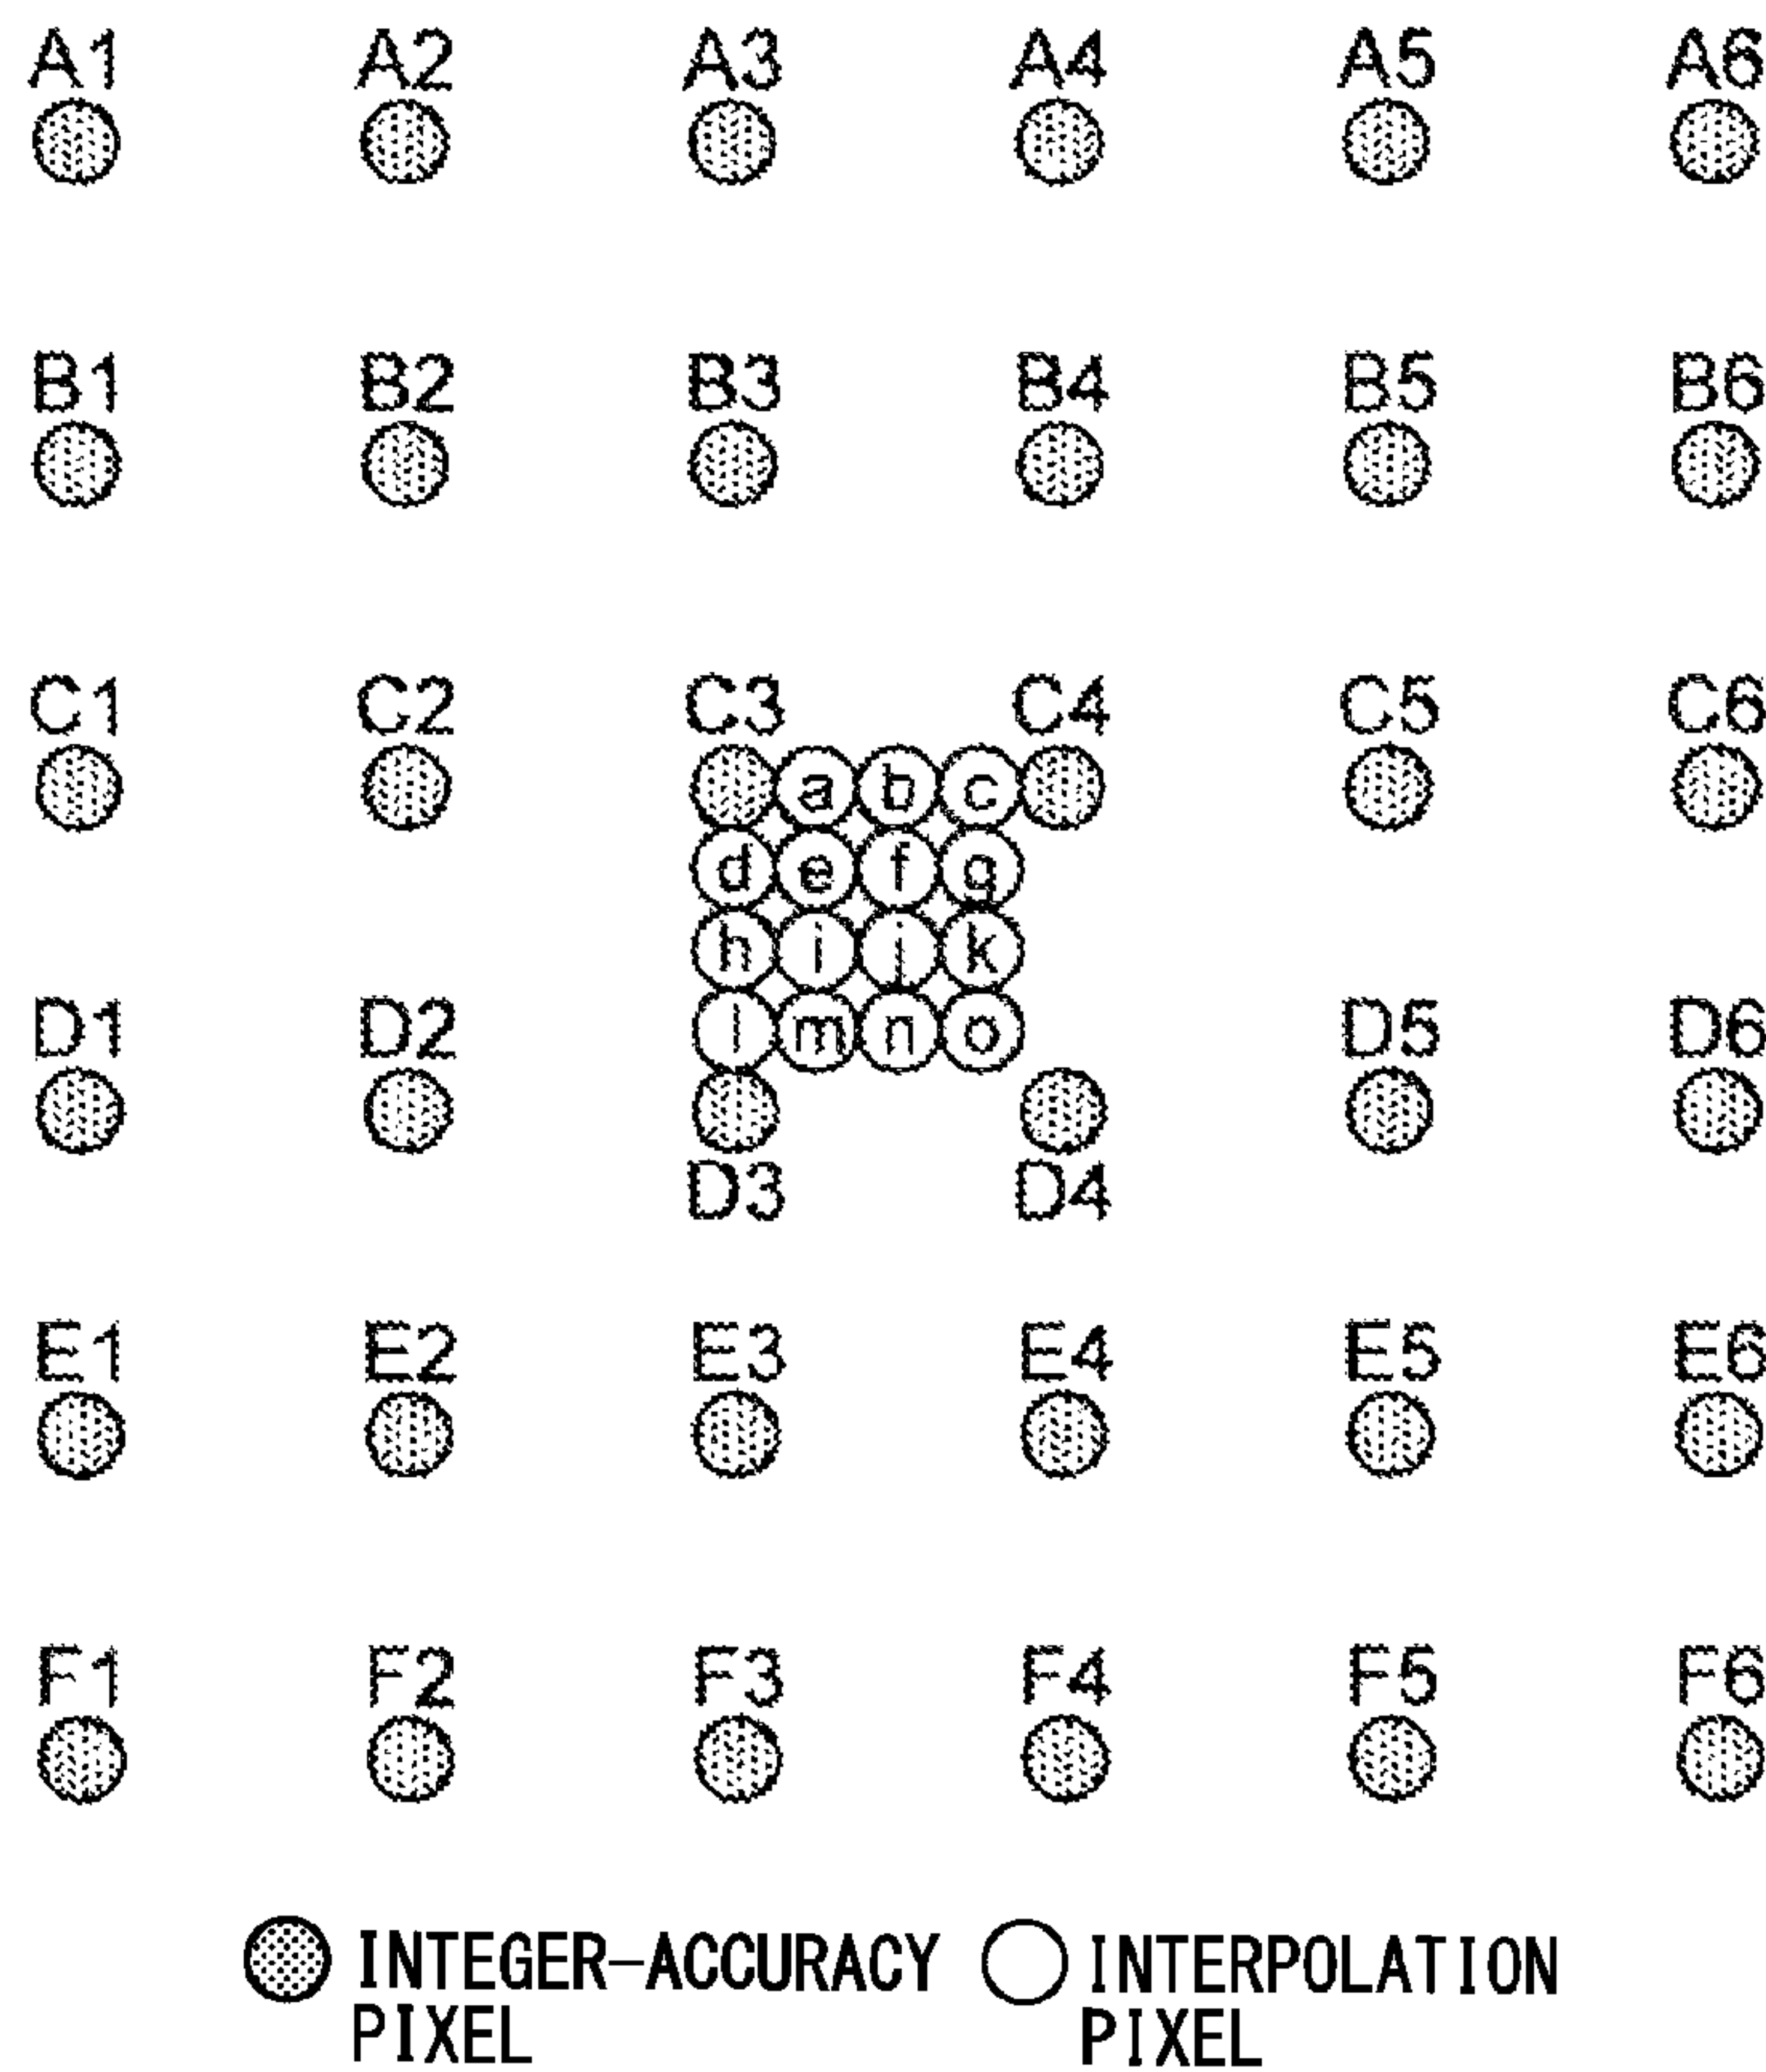 A1 A2 A3 A4 A5 A6
B1 B2 B3 B4 B5 B6
C1 C2 C3 C4 C5 C6
a b c
d e f g
h i j k
D1 D2 D5 D6
l m n o
D3 D4
E1 E2 E3 E4 E5 E6
F1 F2 F3 F4 F5 F6
INTEGER-ACCURACY INTERPOLATION
PIXEL PIXEL